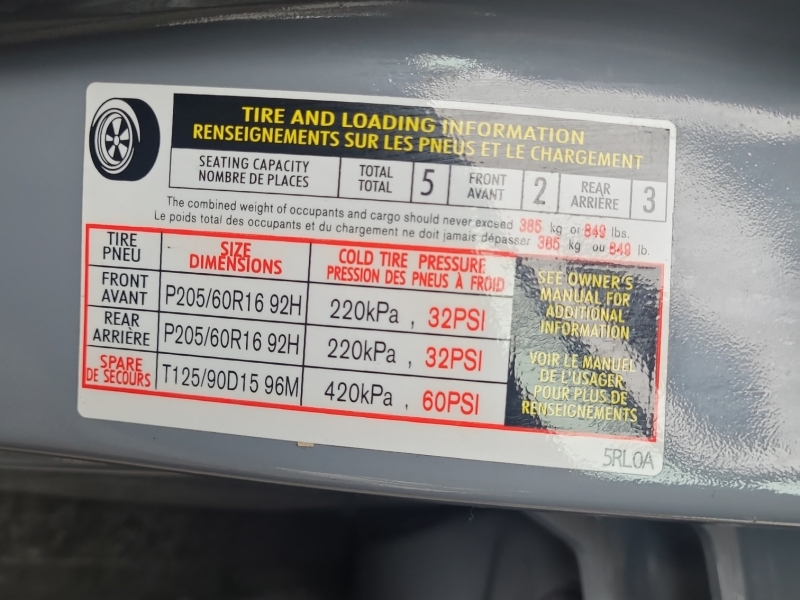 TIRE AND LOADING INFORMATION
RENSEIGNEMENTS SUR LES PNEUS ET LE CHARGEMENT
SEATING CAPACITY
NOMBRE DE PLACES
TOTAL
TOTAL
5
FRONT
AVANT
2
REAR
ARRIÈRE
3
The combined weight of occupants and cargo should never exceed 385 kg or 849 lbs.
Le poids total des occupants et du chargement ne doit jamais dépasser 385 kg ou 849 lb.
TIRE
PNEU
SIZE
DIMENSIONS
COLD TIRE PRESSURE
PRESSION DES PNEUS À FROID
FRONT
AVANT
P205/60R16 92H
220kPa , 32PSI
REAR
ARRIÈRE
P205/60R16 92H
220kPa , 32PSI
SPARE
DE SECOURS
T125/90D15 96M
420kPa , 60PSI
SEE OWNER'S
MANUAL FOR
ADDITIONAL
INFORMATION
VOIR LE MANUEL
DE L'USAGER
POUR PLUS DE
RENSEIGNEMENTS
5RL0A